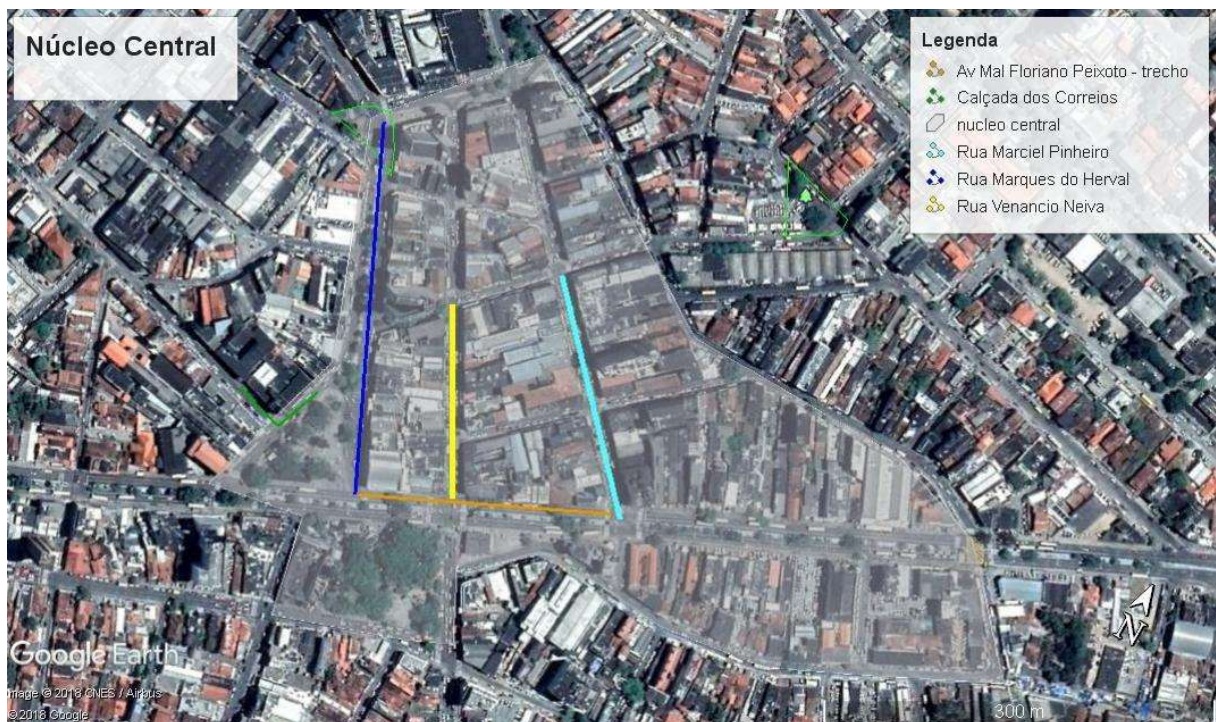 Núcleo Central
Legenda
Av Mal Floriano Peixoto - trecho
Calçada dos Correios
nucleo central
Rua Marciel Pinheiro
Rua Marques do Herval
Rua Venancio Neiva
N
Google Earth
Image © 2018 CNES / Airbus
© 2018 Google
300 m